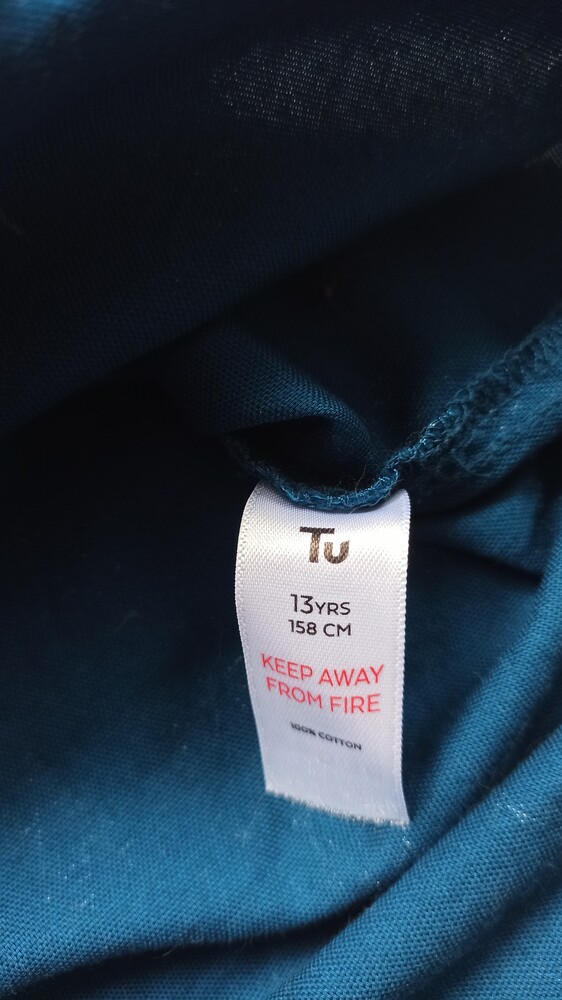 Tu
13YRS
158 CM
KEEP AWAY
FROM FIRE
100% COTTON